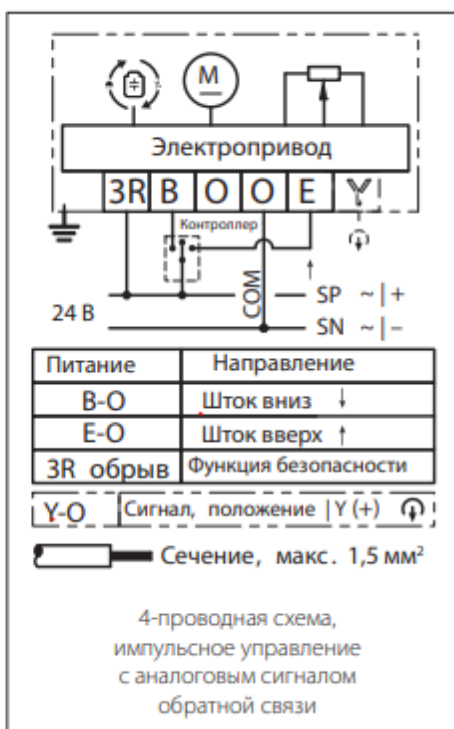 M
Электропривод
3R B O O E Y
Контроллер
COM
SP ~ | +
24 В
SN ~ | –
Питание Направление
B-O Шток вниз ↓
E-O Шток вверх ↑
3R обрыв Функция безопасности
Y-O Сигнал, положение | Y (+)
Сечение, макс. 1,5 мм²
4-проводная схема,
импульсное управление
с аналоговым сигналом
обратной связи